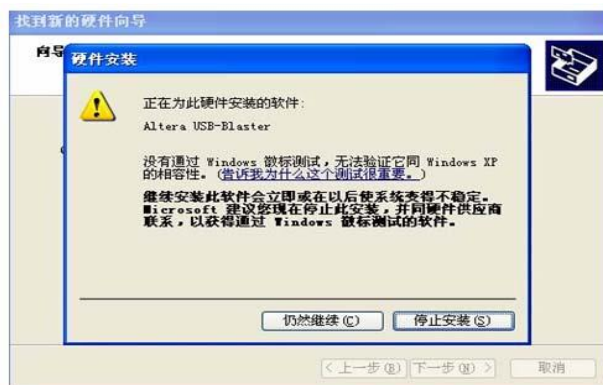 找到新的硬件向导
向导
硬件安装
正在为此硬件安装的软件:
Altera USB-Blaster
没有通过 Windows 徽标测试，无法验证它同 Windows XP
的相容性。(告诉我为什么这个测试很重要。)
继续安装此软件会立即或在以后使系统变得不稳定。
Microsoft 建议您现在停止此安装，并同硬件供应商
联系，以获得通过 Windows 徽标测试的软件。
仍然继续(C)
停止安装(S)
< 上一步(B)
下一步(N) >
取消